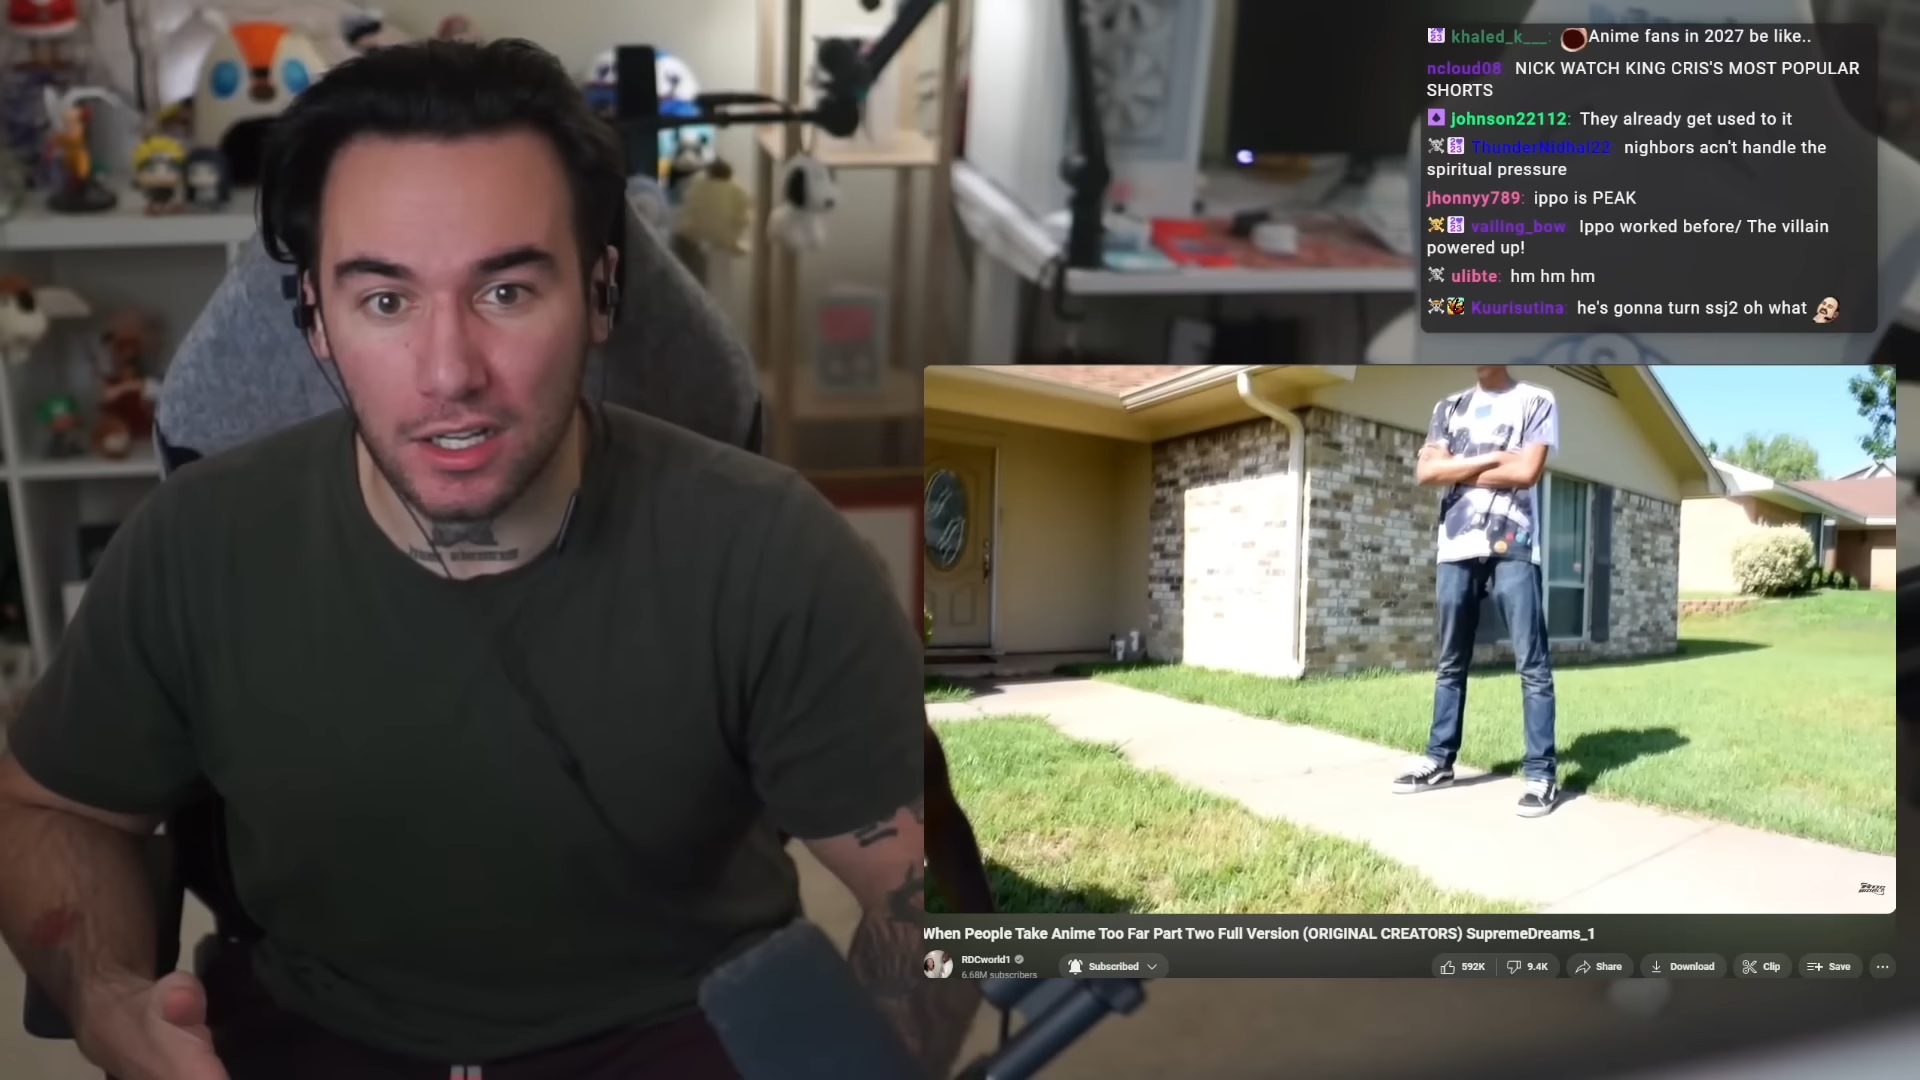 khaled_k___: Anime fans in 2027 be like..
ncloud08 NICK WATCH KING CRIS'S MOST POPULAR
SHORTS
johnson22112: They already get used to it
ThunderNidhal22 nighbors acn't handle the
spiritual pressure
jhonnyy789: ippo is PEAK
vailing_bow Ippo worked before/ The villain
powered up!
ulibte: hm hm hm
Kuurisutina: he's gonna turn ssj2 oh what
When People Take Anime Too Far Part Two Full Version (ORIGINAL CREATORS) SupremeDreams_1
RDCworld1
6.68M subscribers
Subscribed
592K
9.4K
Share
Download
Clip
Save